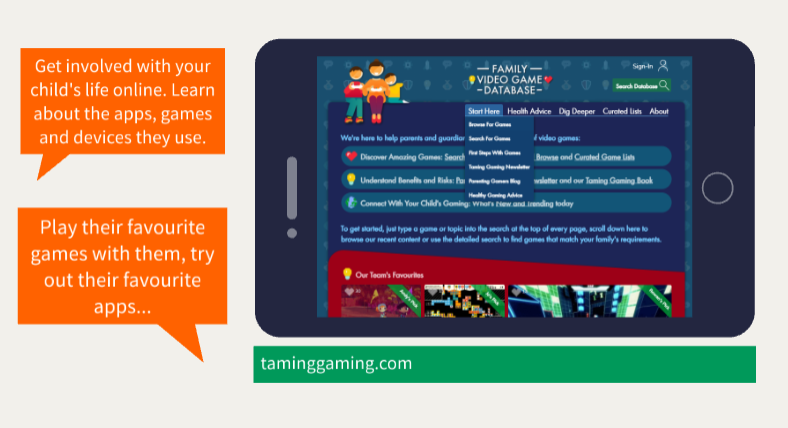 Get involved with your
child's life online. Learn
about the apps, games
and devices they use.
Play their favourite
games with them, try
out their favourite
apps...
FAMILY
VIDEO GAME
DATABASE
Sign-In
Search Database
Start Here Health Advice Dig Deeper Curated Lists About
Browse For Games
Search For Games
First Steps With Games
Taming Gaming Newsletter
Parenting Gamers Blog
Healthy Gaming Advice
We're here to help parents and guardia of video games:
Discover Amazing Games: Search Browse and Curated Game Lists
Understand Benefits and Risks: Pa wsletter and our Taming Gaming Book
Connect With Your Child's Gaming: What's New and Trending today
To get started, just type a game or topic into the search at the top of every page, scroll down here to
browse our recent content or use the detailed search to find games that match your family's requirements.
Our Team's Favourites
taminggaming.com